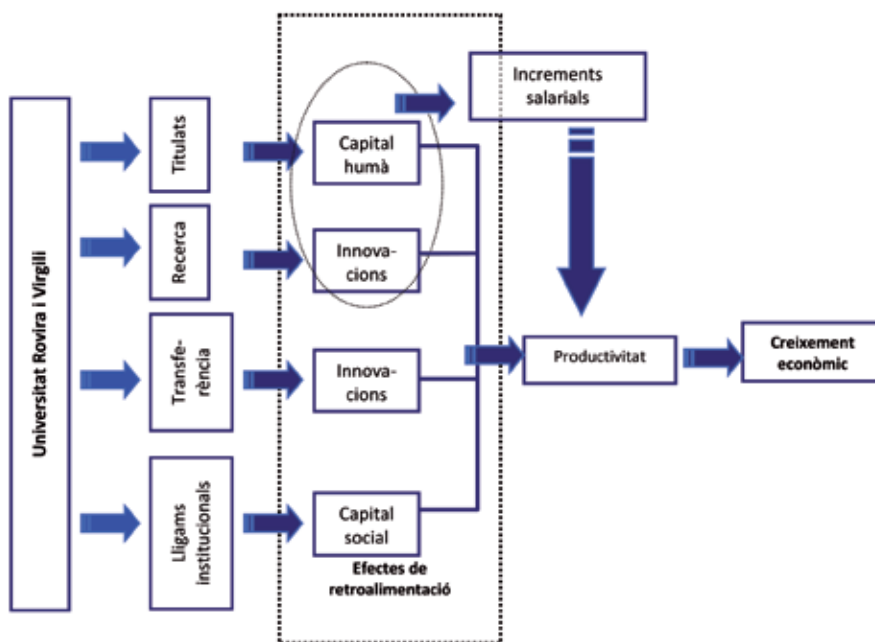 Universitat Rovira i Virgili
Titulats
Recerca
Transfe-
rència
Lligams
institucionals
Capital
humà
Innova-
cions
Innova-
cions
Capital
social
Efectes de
retroalimentació
Increments
salarials
Productivitat
Creixement
econòmic